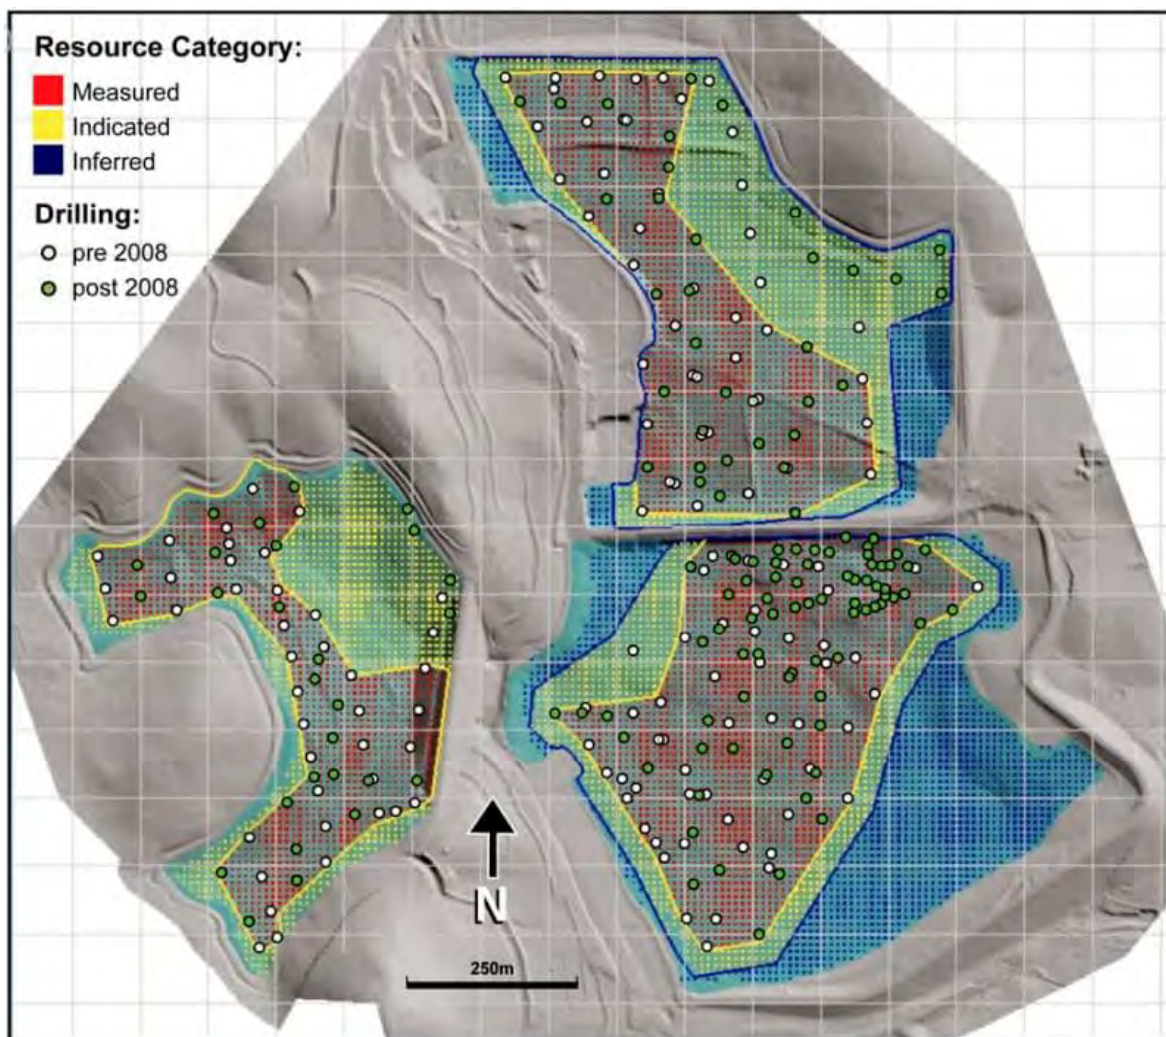 Resource Category:
Measured
Indicated
Inferred
Drilling:
pre 2008
post 2008
N
250m